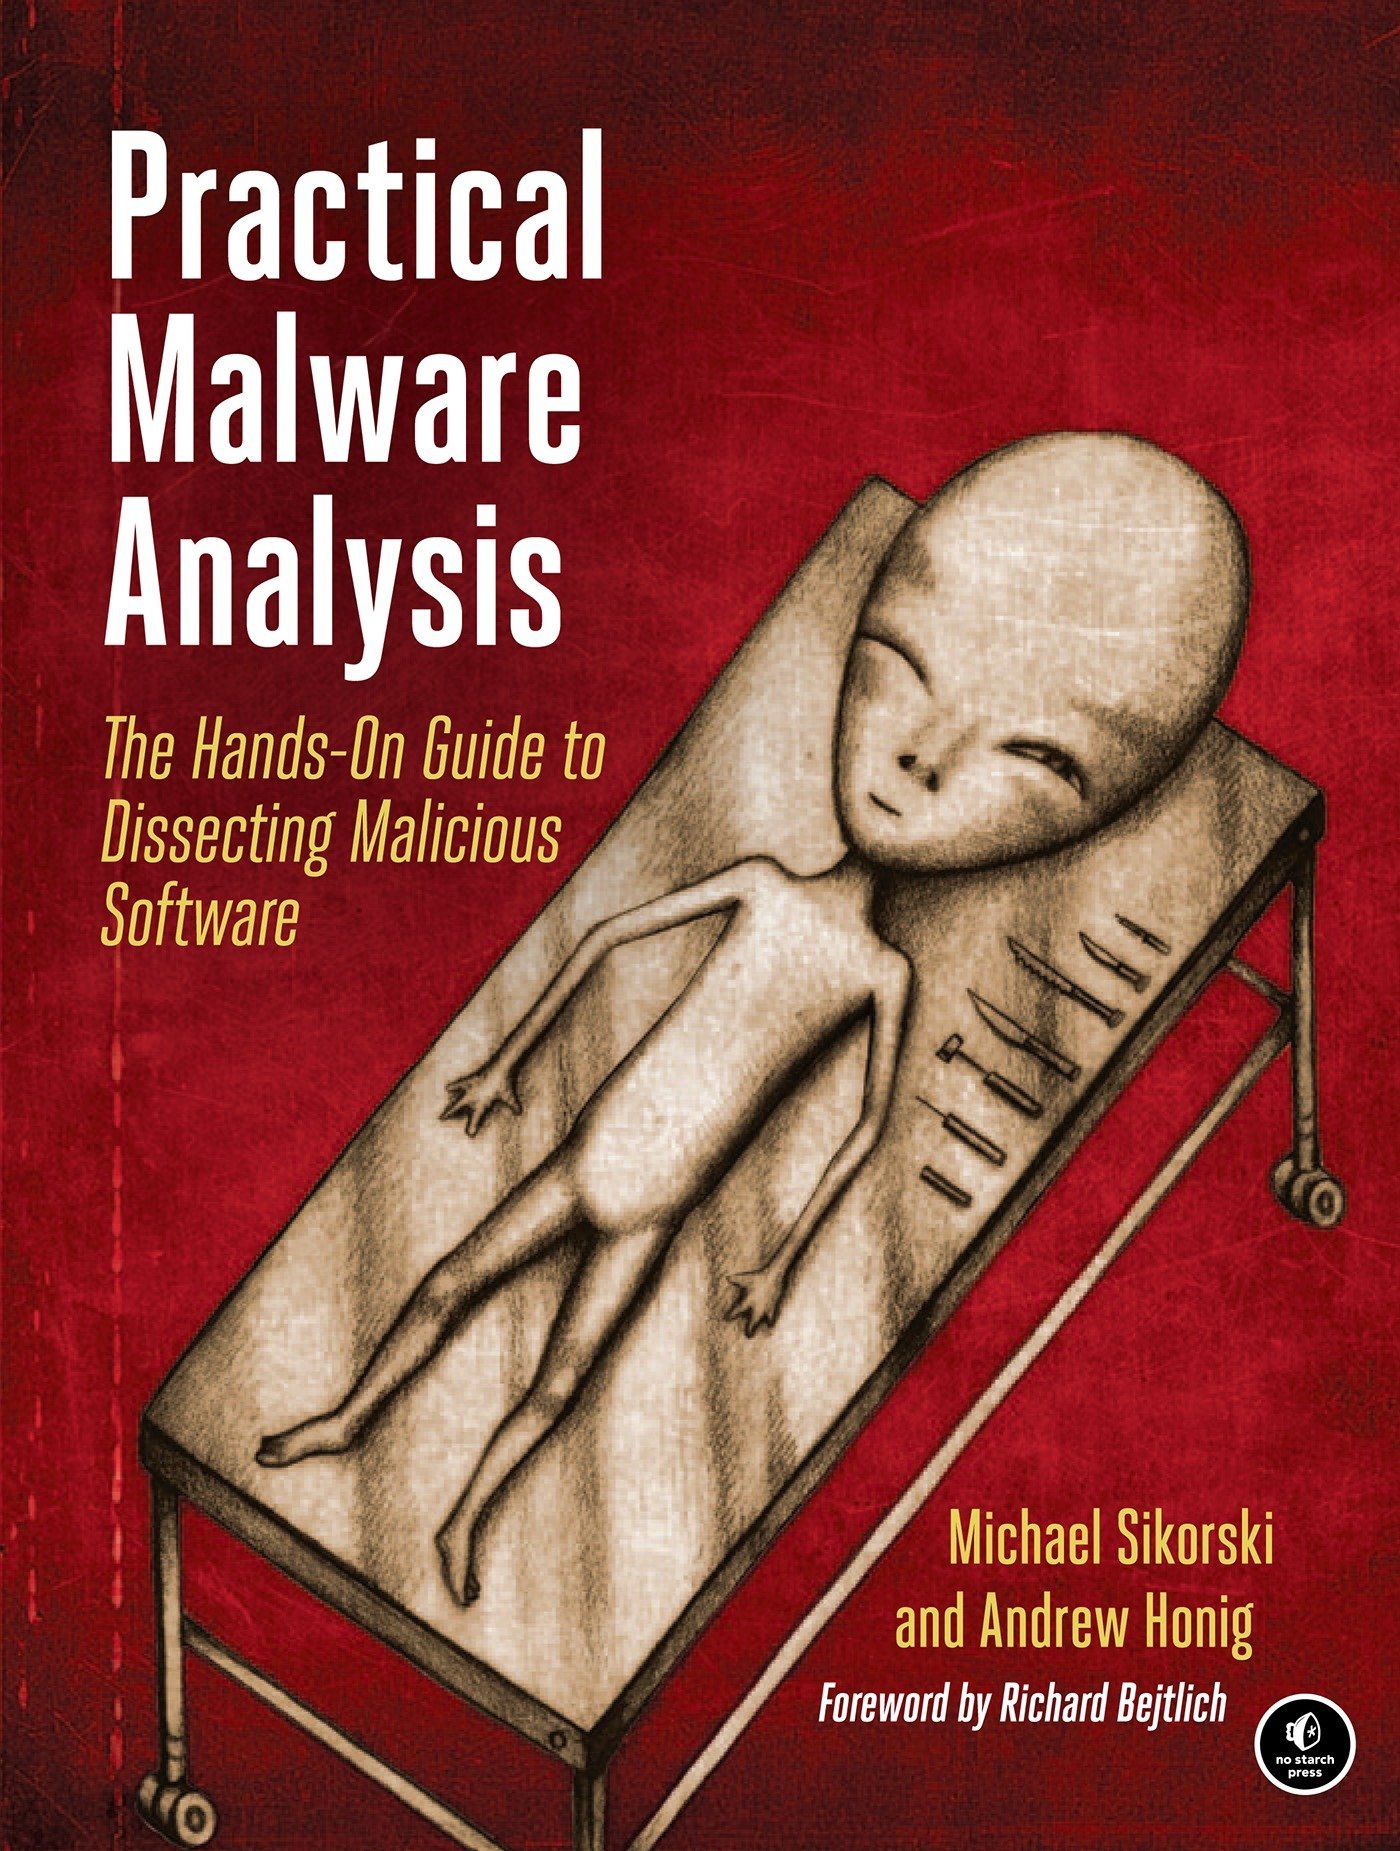 Practical
Malware
Analysis
The Hands-On Guide to
Dissecting Malicious
Software
Michael Sikorski
and Andrew Honig
Foreword by Richard Bejtlich
no starch
press